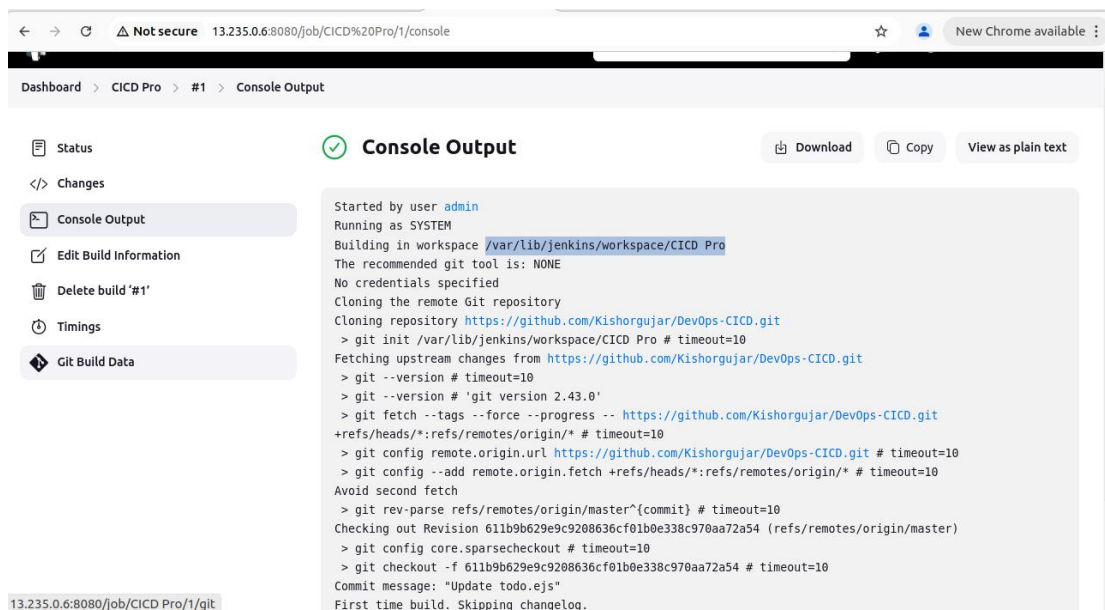 Not secure 13.235.0.6:8080/job/CICD%20Pro/1/console New Chrome available
Dashboard > CICD Pro > #1 > Console Output
Status
Changes
Console Output
Edit Build Information
Delete build '#1'
Timings
Git Build Data
Console Output
Download Copy View as plain text
Started by user admin
Running as SYSTEM
Building in workspace /var/lib/jenkins/workspace/CICD Pro
The recommended git tool is: NONE
No credentials specified
Cloning the remote Git repository
Cloning repository https://github.com/Kishorgujar/DevOps-CICD.git
> git init /var/lib/jenkins/workspace/CICD Pro # timeout=10
Fetching upstream changes from https://github.com/Kishorgujar/DevOps-CICD.git
> git --version # timeout=10
> git --version # 'git version 2.43.0'
> git fetch --tags --force --progress -- https://github.com/Kishorgujar/DevOps-CICD.git
+refs/heads/*:refs/remotes/origin/* # timeout=10
> git config remote.origin.url https://github.com/Kishorgujar/DevOps-CICD.git # timeout=10
> git config --add remote.origin.fetch +refs/heads/*:refs/remotes/origin/* # timeout=10
Avoid second fetch
> git rev-parse refs/remotes/origin/master^{commit} # timeout=10
Checking out Revision 611b9b629e9c9208636cf01b0e338c970aa72a54 (refs/remotes/origin/master)
> git config core.sparsecheckout # timeout=10
> git checkout -f 611b9b629e9c9208636cf01b0e338c970aa72a54 # timeout=10
Commit message: "Update todo.ejs"
First time build. Skipping changelog.
13.235.0.6:8080/job/CICD Pro/1/git